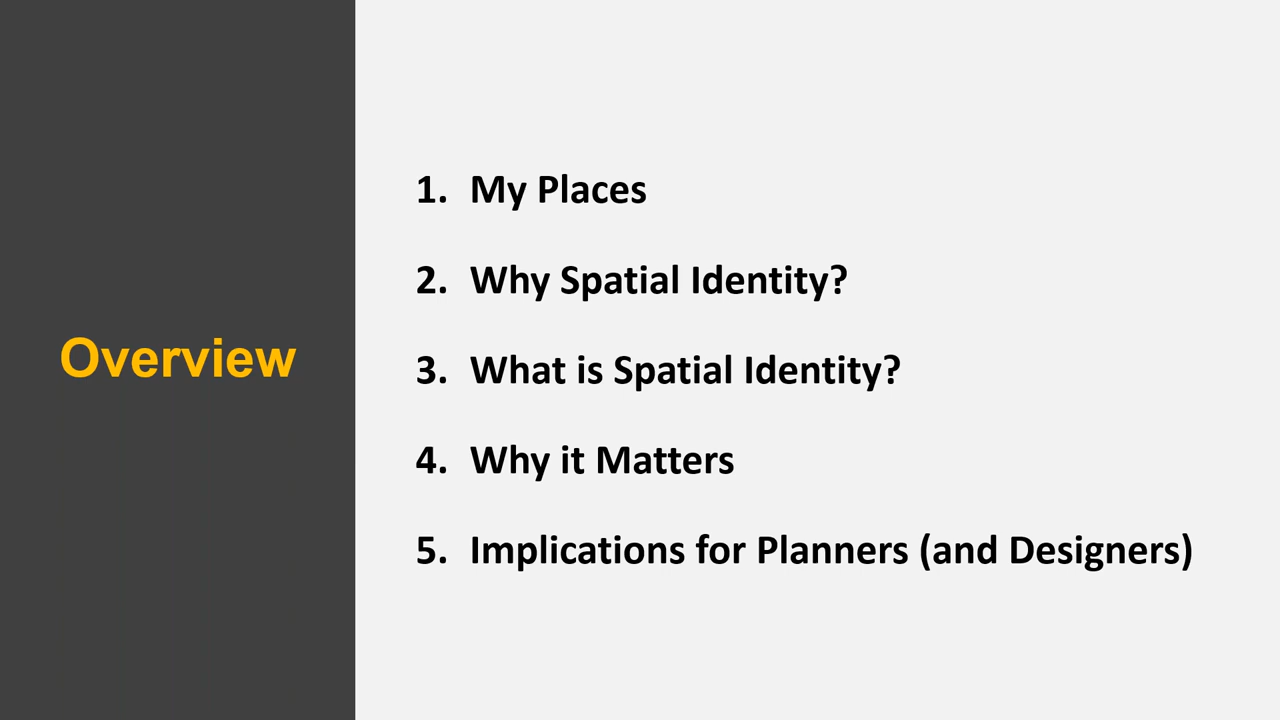 Overview
1. My Places
2. Why Spatial Identity?
3. What is Spatial Identity?
4. Why it Matters
5. Implications for Planners (and Designers)